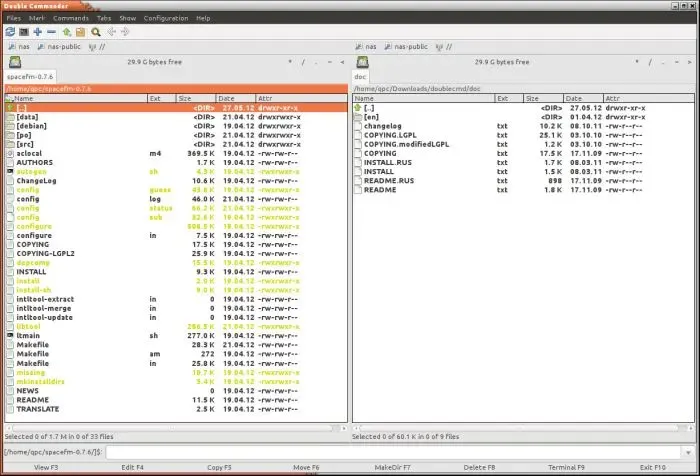 Double Commander
Files Mark Commands Tabs Show Configuration Help
nas nas-public //
nas nas-public //
29.9 G bytes free * / .. ~ <
29.9 G bytes free * / .. ~ >
spacefm-0.7.6
doc
/home/qpc/spacefm-0.7.6
/home/qpc/Downloads/doublecmd/doc
Name Ext Size Date Attr
[..] <DIR> 27.05.12 drwxr-xr-x
[data] <DIR> 21.04.12 drwxrwxr-x
[debian] <DIR> 19.04.12 drwxrwxr-x
[po] <DIR> 21.04.12 drwxrwxr-x
[src] <DIR> 21.04.12 drwxrwxr-x
aclocal m4 369.5 K 19.04.12 -rw-rw-r--
AUTHORS 1.7 K 19.04.12 -rw-rw-r--
autogen sh 4.3 K 19.04.12 -rwxrwxr-x
ChangeLog 10.6 K 19.04.12 -rw-rw-r--
config guess 43.6 K 19.04.12 -rwxrwxr-x
config log 46.0 K 21.04.12 -rw-rw-r--
config status 66.2 K 21.04.12 -rwxrwxr-x
config sub 32.6 K 19.04.12 -rwxrwxr-x
configure 508.5 K 19.04.12 -rwxrwxr-x
configure in 7.5 K 19.04.12 -rw-rw-r--
COPYING 17.5 K 19.04.12 -rw-rw-r--
COPYING-LGPL2 25.9 K 19.04.12 -rw-rw-r--
depcomp 15.5 K 19.04.12 -rwxrwxr-x
INSTALL 9.3 K 19.04.12 -rw-rw-r--
install 2.0 K 19.04.12 -rwxrwxr-x
install-sh 9.0 K 19.04.12 -rwxrwxr-x
intltool-extract in 0 19.04.12 -rw-rw-r--
intltool-merge in 0 19.04.12 -rw-rw-r--
intltool-update in 0 19.04.12 -rw-rw-r--
libtool 286.5 K 21.04.12 -rwxrwxr-x
ltmain sh 277.0 K 19.04.12 -rw-rw-r--
Makefile 28.3 K 21.04.12 -rw-rw-r--
Makefile am 272 19.04.12 -rw-rw-r--
Makefile in 25.8 K 19.04.12 -rw-rw-r--
missing 10.7 K 19.04.12 -rwxrwxr-x
mkinstalldirs 3.4 K 19.04.12 -rwxrwxr-x
NEWS 0 19.04.12 -rw-rw-r--
README 11.5 K 19.04.12 -rw-rw-r--
TRANSLATE 2.5 K 19.04.12 -rw-rw-r--
Name Ext Size Date Attr
[..] <DIR> 27.05.12 drwxr-xr-x
[en] <DIR> 01.04.12 drwxr-xr-x
changelog txt 10.2 K 08.10.11 -rw-r--r--
COPYING.LGPL txt 25.1 K 03.10.10 -rw-r--r--
COPYING.modifiedLGPL txt 1.2 K 03.10.10 -rw-r--r--
COPYING txt 17.5 K 17.11.09 -rw-r--r--
INSTALL.RUS txt 1.7 K 08.03.11 -rw-r--r--
INSTALL txt 1.5 K 08.03.11 -rw-r--r--
README.RUS txt 898 17.11.09 -rw-r--r--
README txt 1.8 K 17.11.09 -rw-r--r--
Selected 0 of 1.7 M in 0 of 33 files
Selected 0 of 60.1 K in 0 of 9 files
[/home/qpc/spacefm-0.7.6/]$:
View F3 Edit F4 Copy F5 Move F6 MakeDir F7 Delete F8 Terminal F9 Exit F10